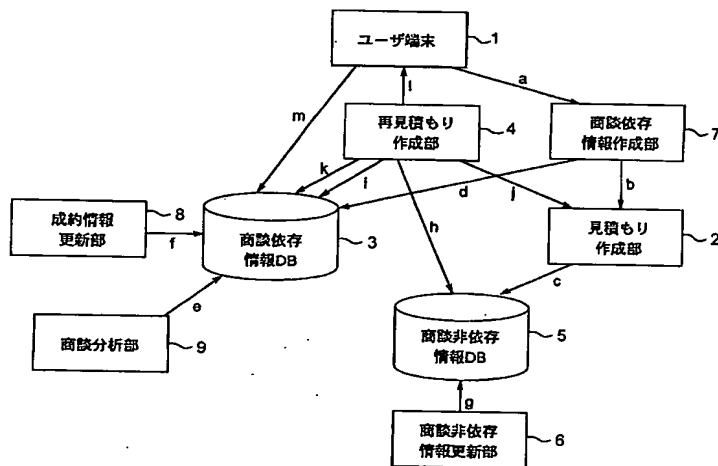 ユーザ端末
1
a
m
l
再見積もり
作成部
4
商談依存
情報作成部
7
k
i
d
j
b
成約情報
更新部
8
f
商談依存
情報DB
3
h
見積もり
作成部
2
e
c
商談分析部
9
商談非依存
情報DB
5
g
商談非依存
情報更新部
6